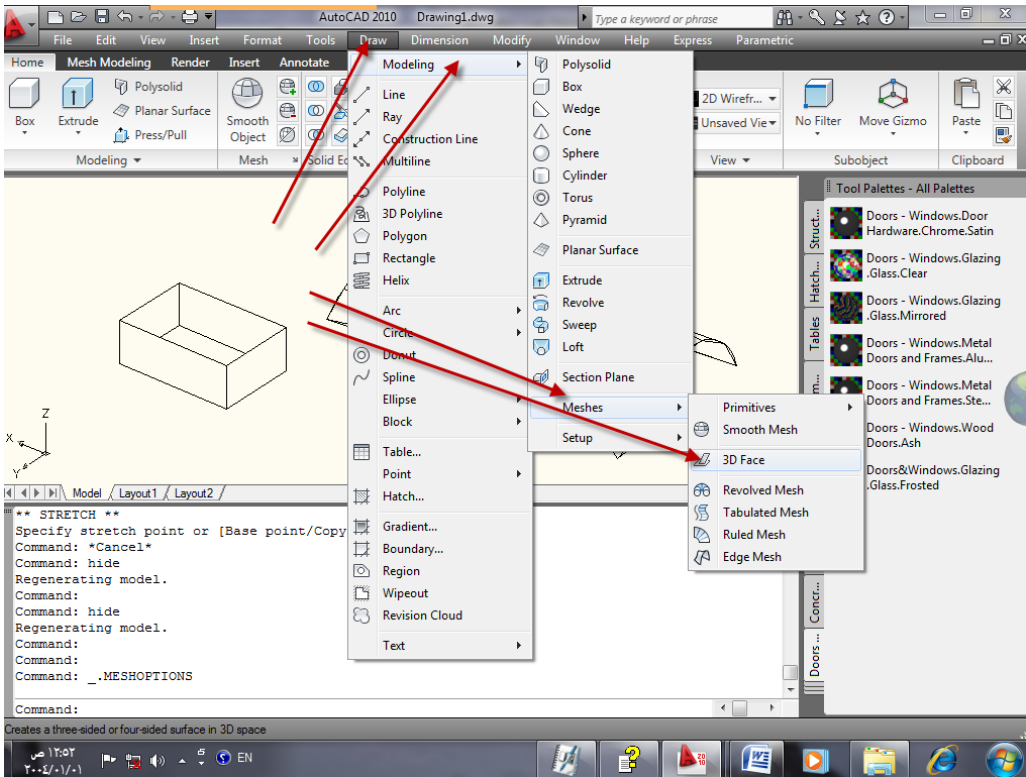 AutoCAD 2010 Drawing1.dwg
Type a keyword or phrase
File Edit View Insert Format Tools Draw Dimension Modify Window Help Express Parametric
Home Mesh Modeling Render Insert Annotate
Box
Extrude
Polysolid
Planar Surface
Press/Pull
Smooth
Object
Modeling
Mesh
Solid Ed
2D Wirefr...
Unsaved Vie
View
No Filter
Move Gizmo
Subobject
Paste
Clipboard
Modeling
Line
Ray
Construction Line
Multiline
Polyline
3D Polyline
Polygon
Rectangle
Helix
Arc
Circle
Donut
Spline
Ellipse
Block
Table...
Point
Hatch...
Gradient...
Boundary...
Region
Wipeout
Revision Cloud
Text
Polysolid
Box
Wedge
Cone
Sphere
Cylinder
Torus
Pyramid
Planar Surface
Extrude
Revolve
Sweep
Loft
Section Plane
Meshes
Setup
Primitives
Smooth Mesh
3D Face
Revolved Mesh
Tabulated Mesh
Ruled Mesh
Edge Mesh
Tool Palettes - All Palettes
Struct...
Hatch...
Tables
Concr...
Doors ...
Doors - Windows.Door
Hardware.Chrome.Satin
Doors - Windows.Glazing
.Glass.Clear
Doors - Windows.Glazing
.Glass.Mirrored
Doors - Windows.Metal
Doors and Frames.Alu...
Doors - Windows.Metal
Doors and Frames.Ste...
Doors - Windows.Wood
Doors.Ash
Doors&Windows.Glazing
.Glass.Frosted
Z
X
Y
Model Layout1 Layout2
** STRETCH **
Specify stretch point or [Base point/Copy
Command: *Cancel*
Command: hide
Regenerating model.
Command:
Command: hide
Regenerating model.
Command:
Command:
Command: _.MESHOPTIONS
Command:
Creates a three-sided or four-sided surface in 3D space
١٢:٥٢ ص
٢٠٠٤/٠١/٠١
EN